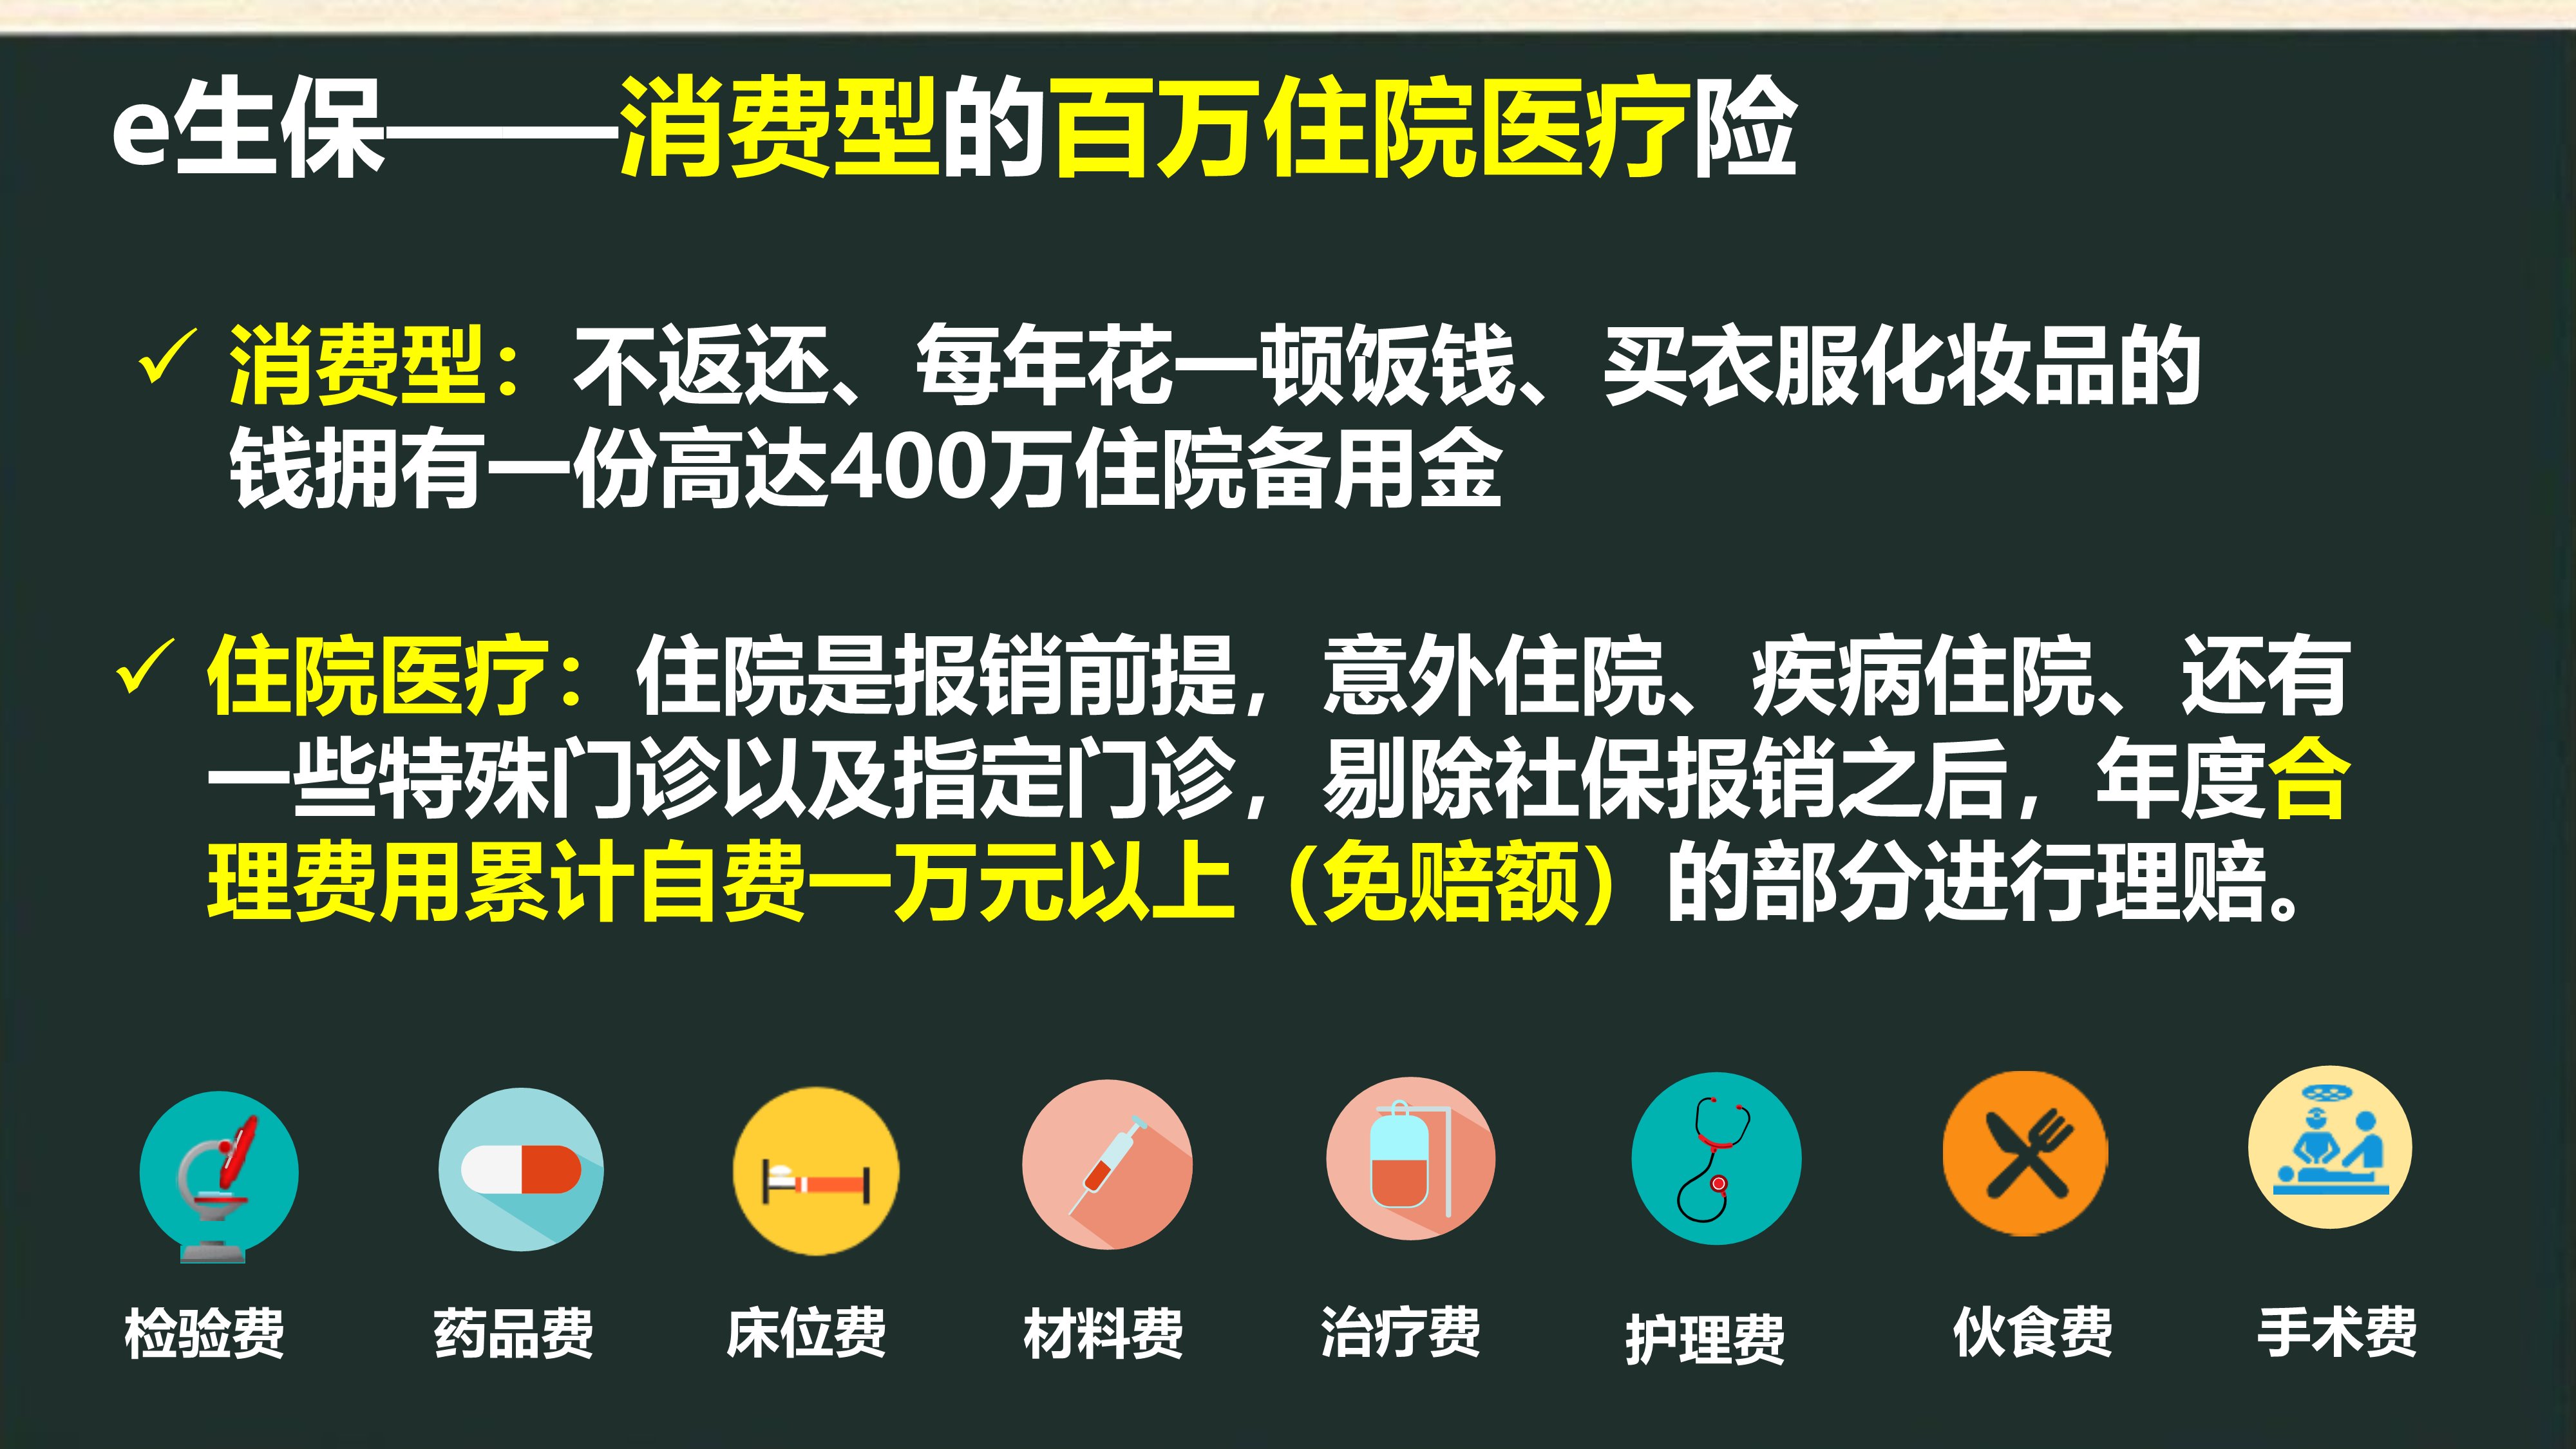 e生保——消费型的百万住院医疗险
✓ 消费型：不返还、每年花一顿饭钱、买衣服化妆品的
钱拥有一份高达400万住院备用金
✓ 住院医疗：住院是报销前提，意外住院、疾病住院、还有
一些特殊门诊以及指定门诊，剔除社保报销之后，年度合
理费用累计自费一万元以上（免赔额）的部分进行理赔。
检验费 药品费 床位费 材料费 治疗费 护理费 伙食费 手术费